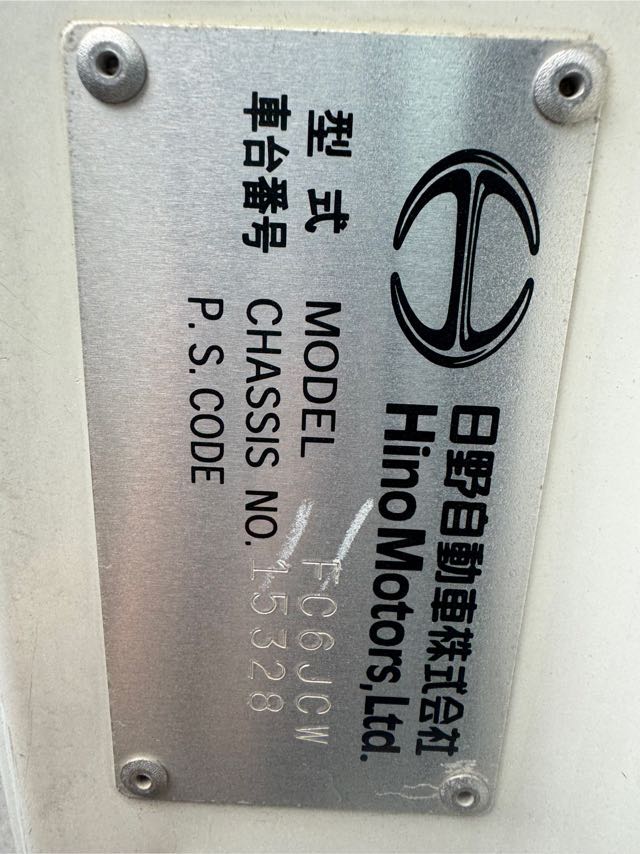 日野自動車株式会社
Hino Motors, Ltd.
型式 MODEL FC6JCW
車台番号 CHASSIS NO. 15328
P. S. CODE